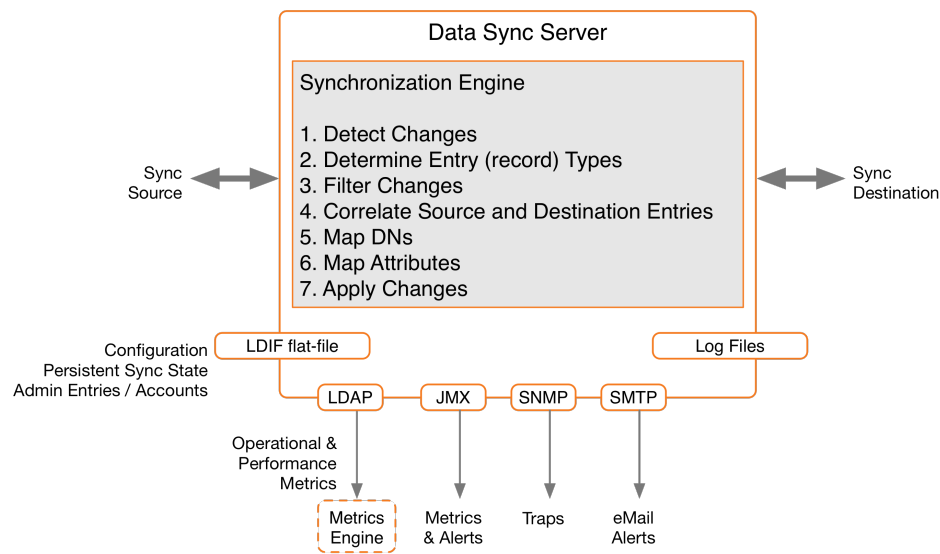 Data Sync Server
Synchronization Engine
1. Detect Changes
2. Determine Entry (record) Types
3. Filter Changes
4. Correlate Source and Destination Entries
5. Map DNs
6. Map Attributes
7. Apply Changes
Sync
Source
Sync
Destination
LDIF flat-file
Log Files
Configuration
Persistent Sync State
Admin Entries / Accounts
LDAP
JMX
SNMP
SMTP
Operational &
Performance
Metrics
Metrics
Engine
Metrics
& Alerts
Traps
eMail
Alerts